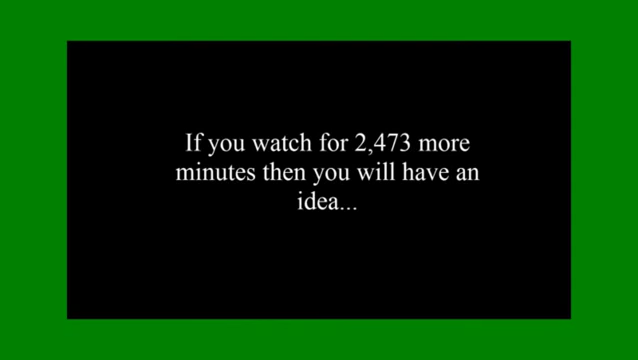 If you watch for 2,473 more
minutes then you will have an
idea...